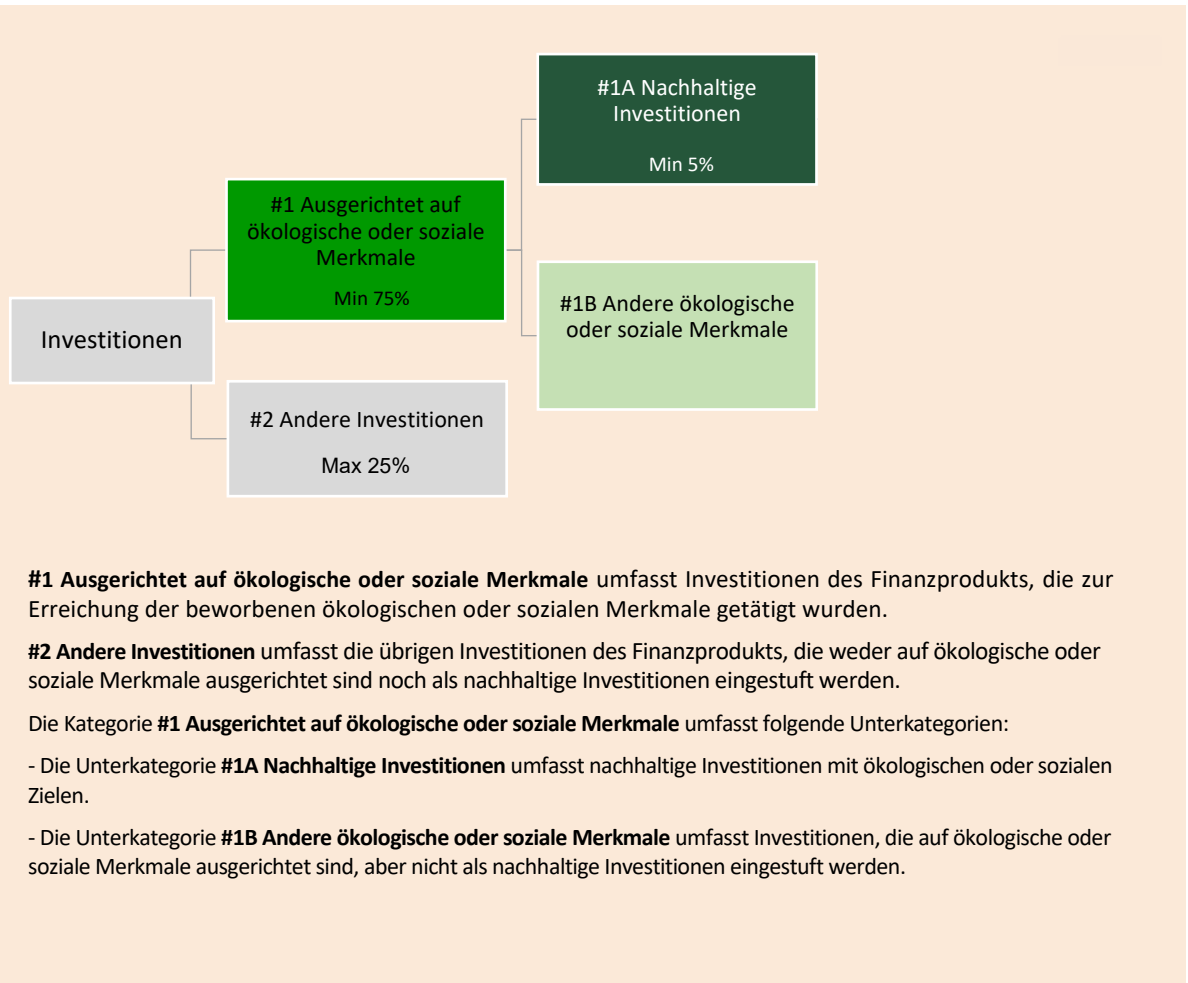 #1A Nachhaltige
Investitionen
Min 5%
#1 Ausgerichtet auf
ökologische oder soziale
Merkmale
Min 75%
#1B Andere ökologische
oder soziale Merkmale
Investitionen
#2 Andere Investitionen
Max 25%
#1 Ausgerichtet auf ökologische oder soziale Merkmale umfasst Investitionen des Finanzprodukts, die zur
Erreichung der beworbenen ökologischen oder sozialen Merkmale getätigt wurden.
#2 Andere Investitionen umfasst die übrigen Investitionen des Finanzprodukts, die weder auf ökologische oder
soziale Merkmale ausgerichtet sind noch als nachhaltige Investitionen eingestuft werden.
Die Kategorie #1 Ausgerichtet auf ökologische oder soziale Merkmale umfasst folgende Unterkategorien:
- Die Unterkategorie #1A Nachhaltige Investitionen umfasst nachhaltige Investitionen mit ökologischen oder sozialen
Zielen.
- Die Unterkategorie #1B Andere ökologische oder soziale Merkmale umfasst Investitionen, die auf ökologische oder
soziale Merkmale ausgerichtet sind, aber nicht als nachhaltige Investitionen eingestuft werden.